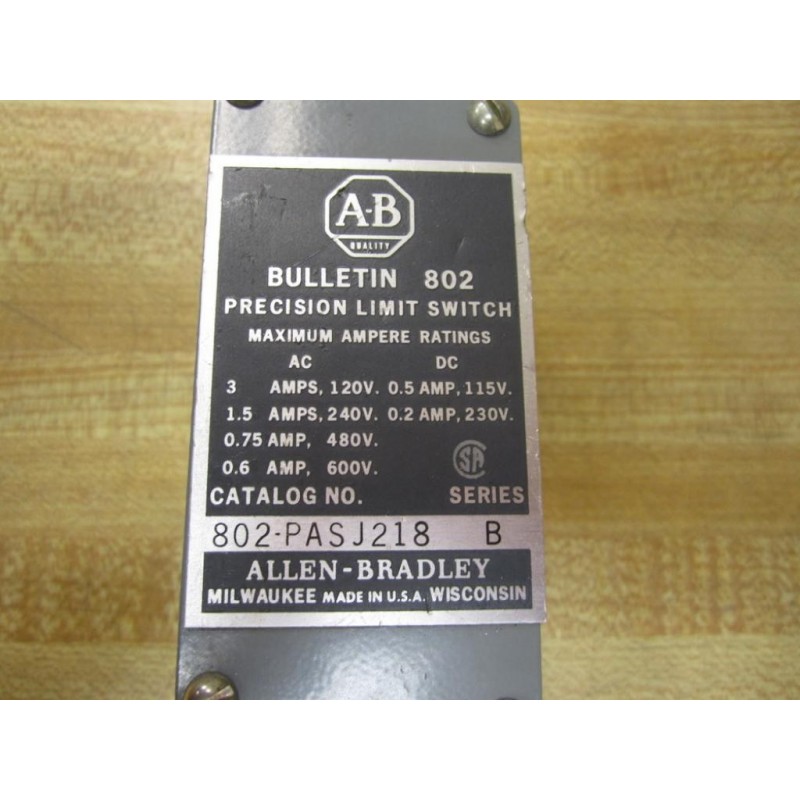 A-B
QUALITY
BULLETIN 802
PRECISION LIMIT SWITCH
MAXIMUM AMPERE RATINGS
AC DC
3 AMPS, 120V. 0.5 AMP, 115V.
1.5 AMPS, 240V. 0.2 AMP, 230V.
0.75 AMP, 480V.
0.6 AMP, 600V.
SA
CATALOG NO. SERIES
802-PASJ218 B
ALLEN-BRADLEY
MILWAUKEE MADE IN U.S.A. WISCONSIN